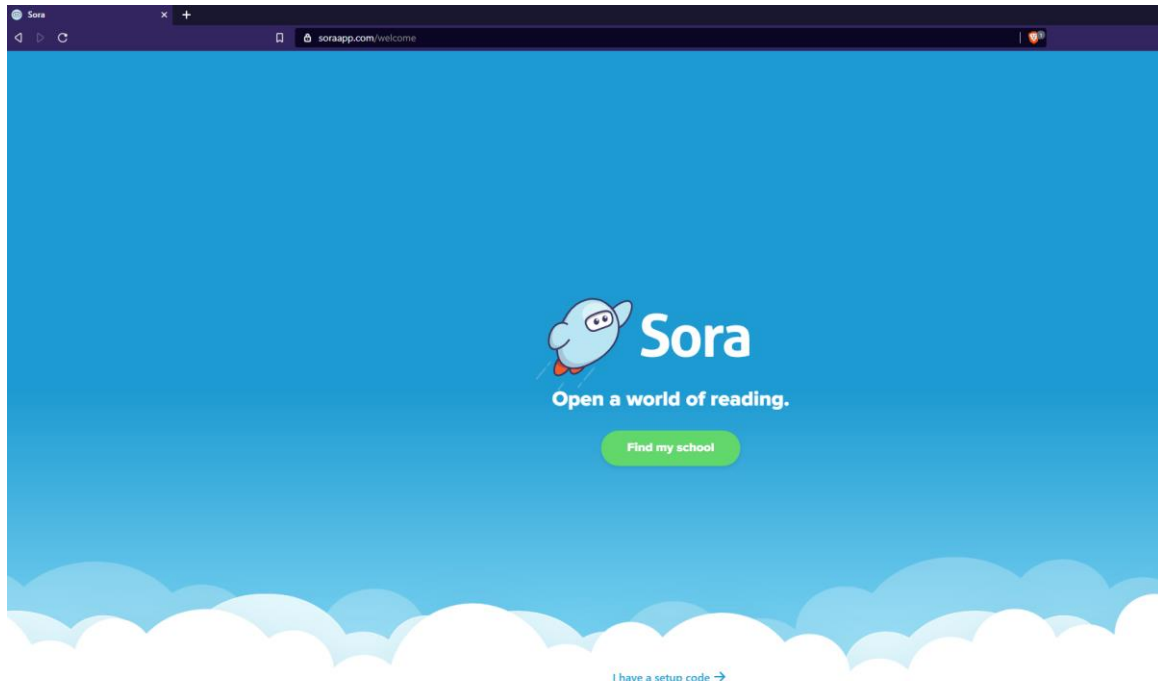 Sora
soraapp.com/welcome
Sora
Open a world of reading.
Find my school
I have a setup code →